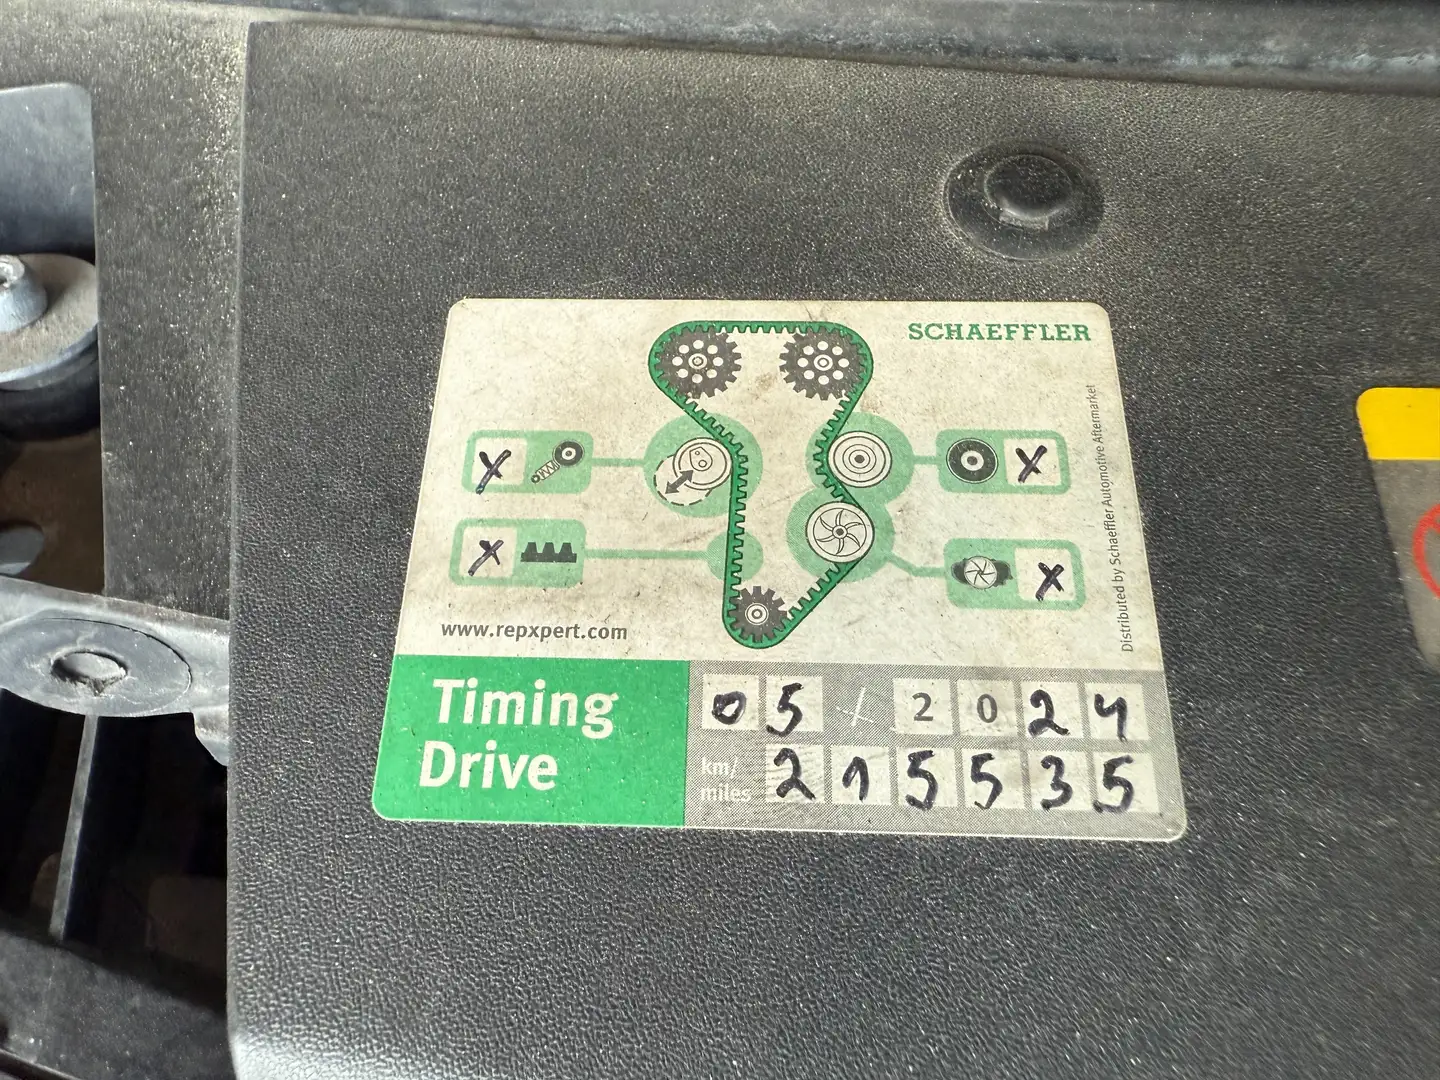 SCHAEFFLER
Distributed by Schaeffler Automotive Aftermarket
X
X
X
X
www.repxpert.com
Timing
Drive
05 / 2024
km/
miles
215535